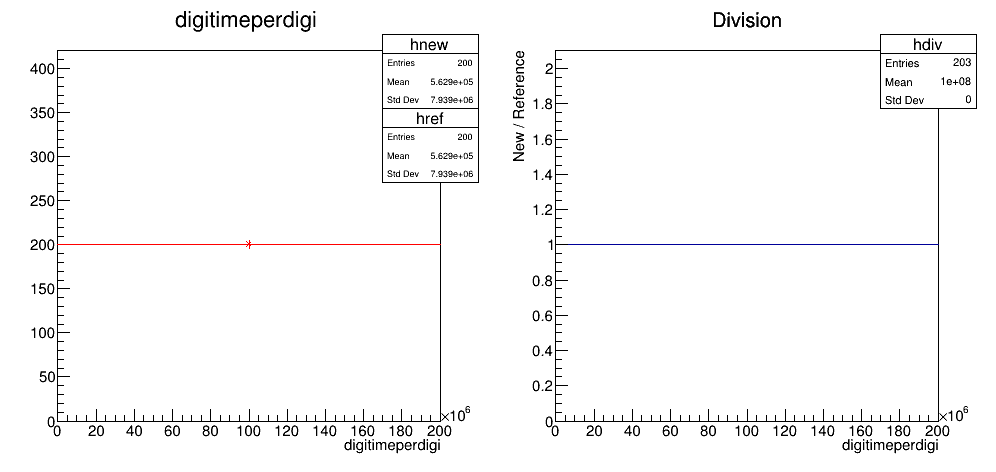 digitimeperdigi
hnew
Entries 200
Mean 5.629e+05
Std Dev 7.939e+06
href
Entries 200
Mean 5.629e+05
Std Dev 7.939e+06
400
350
300
250
200
150
100
50
0
0 20 40 60 80 100 120 140 160 180 200
×10⁶
digitimeperdigi
Division
hdiv
Entries 203
Mean 1e+08
Std Dev 0
New / Reference
2
1.8
1.6
1.4
1.2
1
0.8
0.6
0.4
0.2
0
0 20 40 60 80 100 120 140 160 180 200
×10⁶
digitimeperdigi